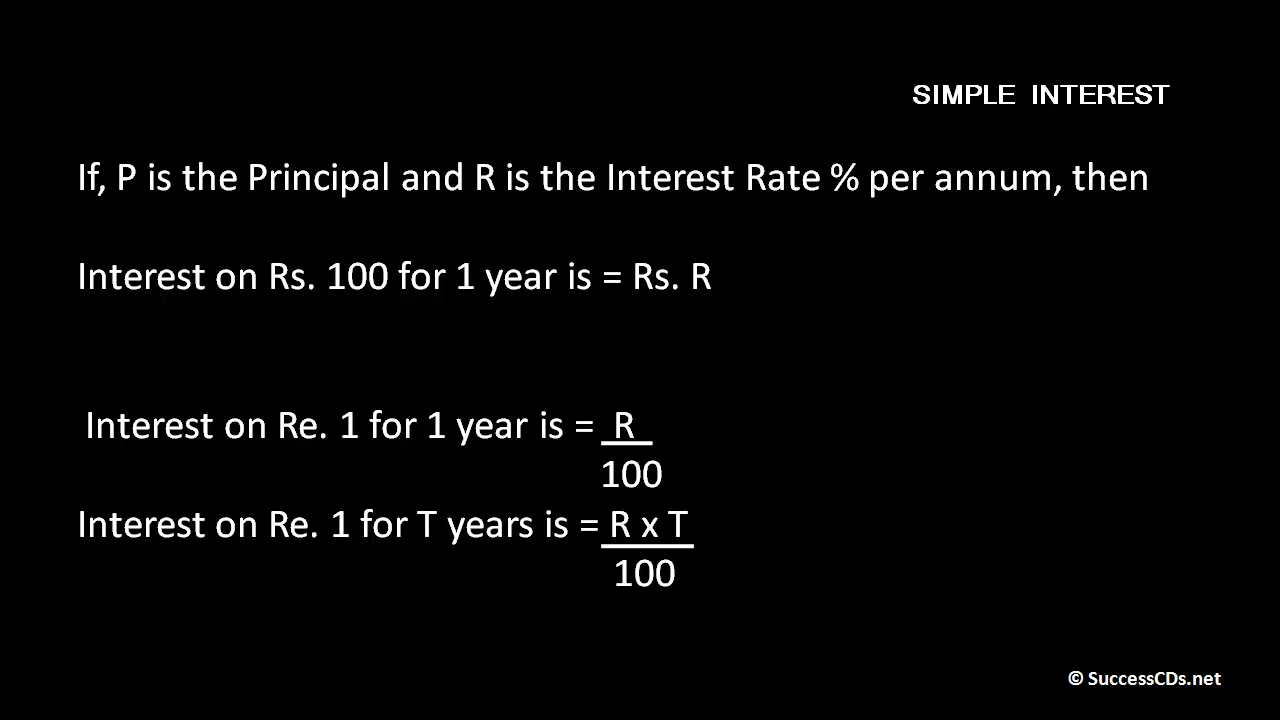 SIMPLE INTEREST
If, P is the Principal and R is the Interest Rate % per annum, then
Interest on Rs. 100 for 1 year is = Rs. R
Interest on Re. 1 for 1 year is = R
100
Interest on Re. 1 for T years is = R x T
100
© SuccessCDs.net